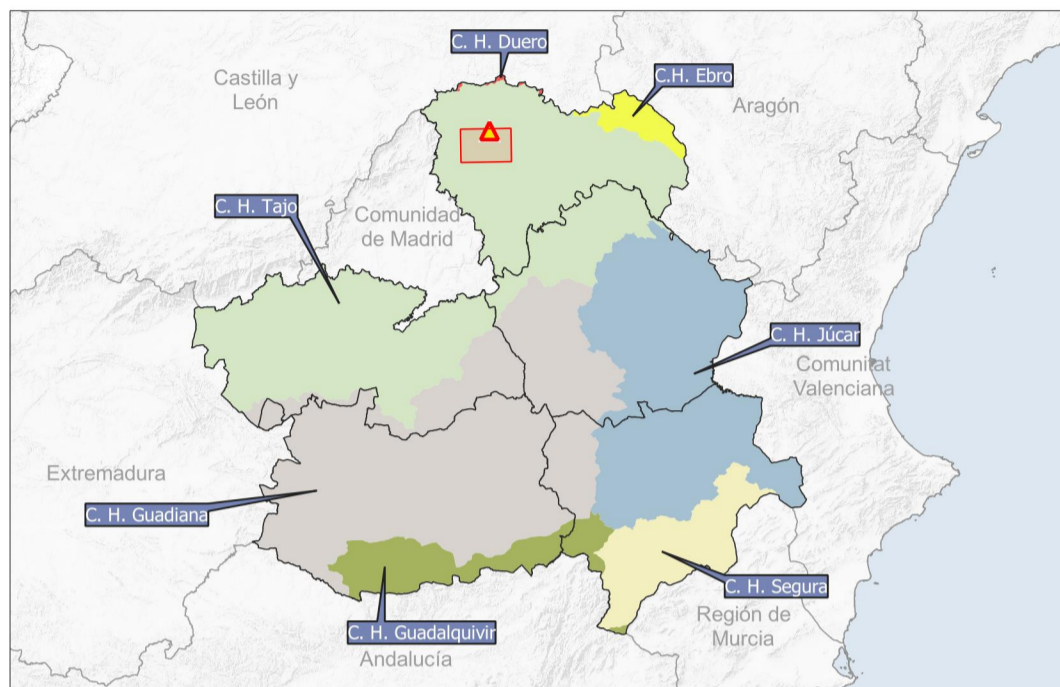 C. H. Duero
Castilla y
León
C.H. Ebro
Aragón
C. H. Tajo
Comunidad
de Madrid
C. H. Júcar
Comunitat
Valenciana
Extremadura
C. H. Guadiana
C. H. Segura
Región de
Murcia
C. H. Guadalquivir
Andalucía